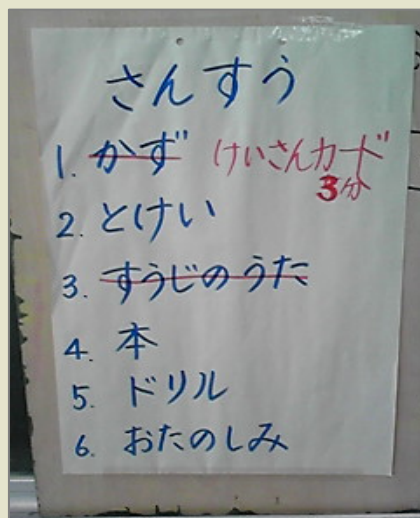 さんすう
1. かず けいさんカード
3分
2. とけい
3. すうじのうた
4. 本
5. ドリル
6. おたのしみ